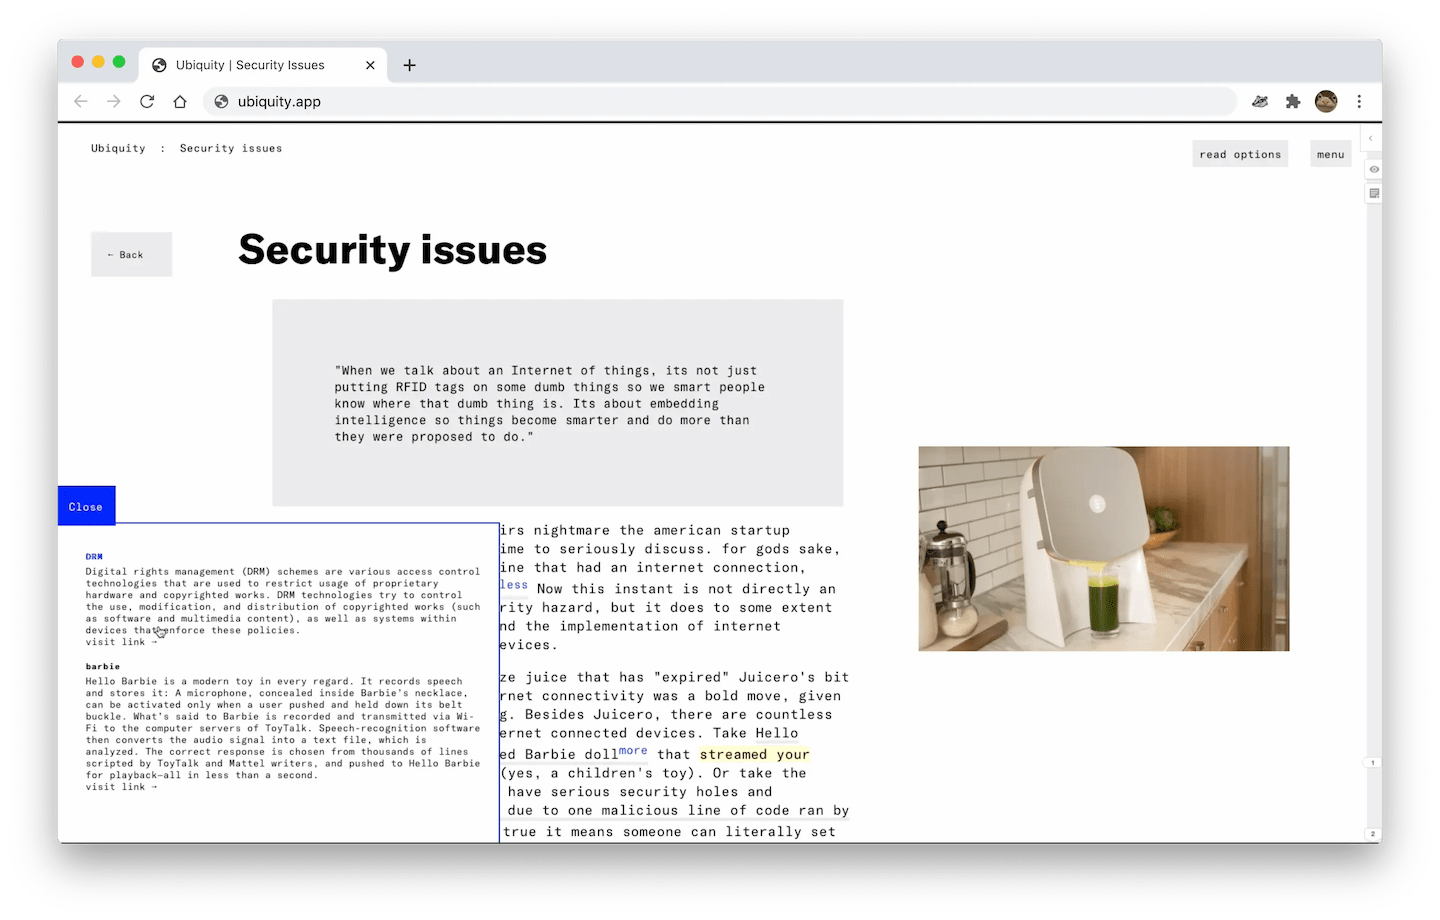 Ubiquity | Security Issues
ubiquity.app
Ubiquity : Security issues
read options
menu
← Back
Security issues
"When we talk about an Internet of things, its not just
putting RFID tags on some dumb things so we smart people
know where that dumb thing is. Its about embedding
intelligence so things become smarter and do more than
they were proposed to do."
Close
DRM
Digital rights management (DRM) schemes are various access control
technologies that are used to restrict usage of proprietary
hardware and copyrighted works. DRM technologies try to control
the use, modification, and distribution of copyrighted works (such
as software and multimedia content), as well as systems within
devices that enforce these policies.
visit link →
barbie
Hello Barbie is a modern toy in every regard. It records speech
and stores it: A microphone, concealed inside Barbie's necklace,
can be activated only when a user pushed and held down its belt
buckle. What's said to Barbie is recorded and transmitted via Wi-
Fi to the computer servers of ToyTalk. Speech-recognition software
then converts the audio signal into a text file, which is
analyzed. The correct response is chosen from thousands of lines
scripted by ToyTalk and Mattel writers, and pushed to Hello Barbie
for playback—all in less than a second.
visit link →
irs nightmare the american startup
ime to seriously discuss. for gods sake,
ine that had an internet connection,
less Now this instant is not directly an
rity hazard, but it does to some extent
nd the implementation of internet
evices.
ze juice that has "expired" Juicero's bit
rnet connectivity was a bold move, given
g. Besides Juicero, there are countless
ernet connected devices. Take Hello
ed Barbie doll more that streamed your
(yes, a children's toy). Or take the
have serious security holes and
due to one malicious line of code ran by
true it means someone can literally set
1
2